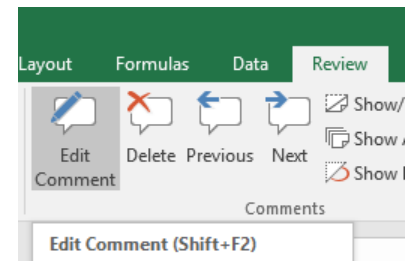 Layout Formulas Data Review
Edit Comment Delete Previous Next Show/
Show
Show
Comments
Edit Comment (Shift+F2)